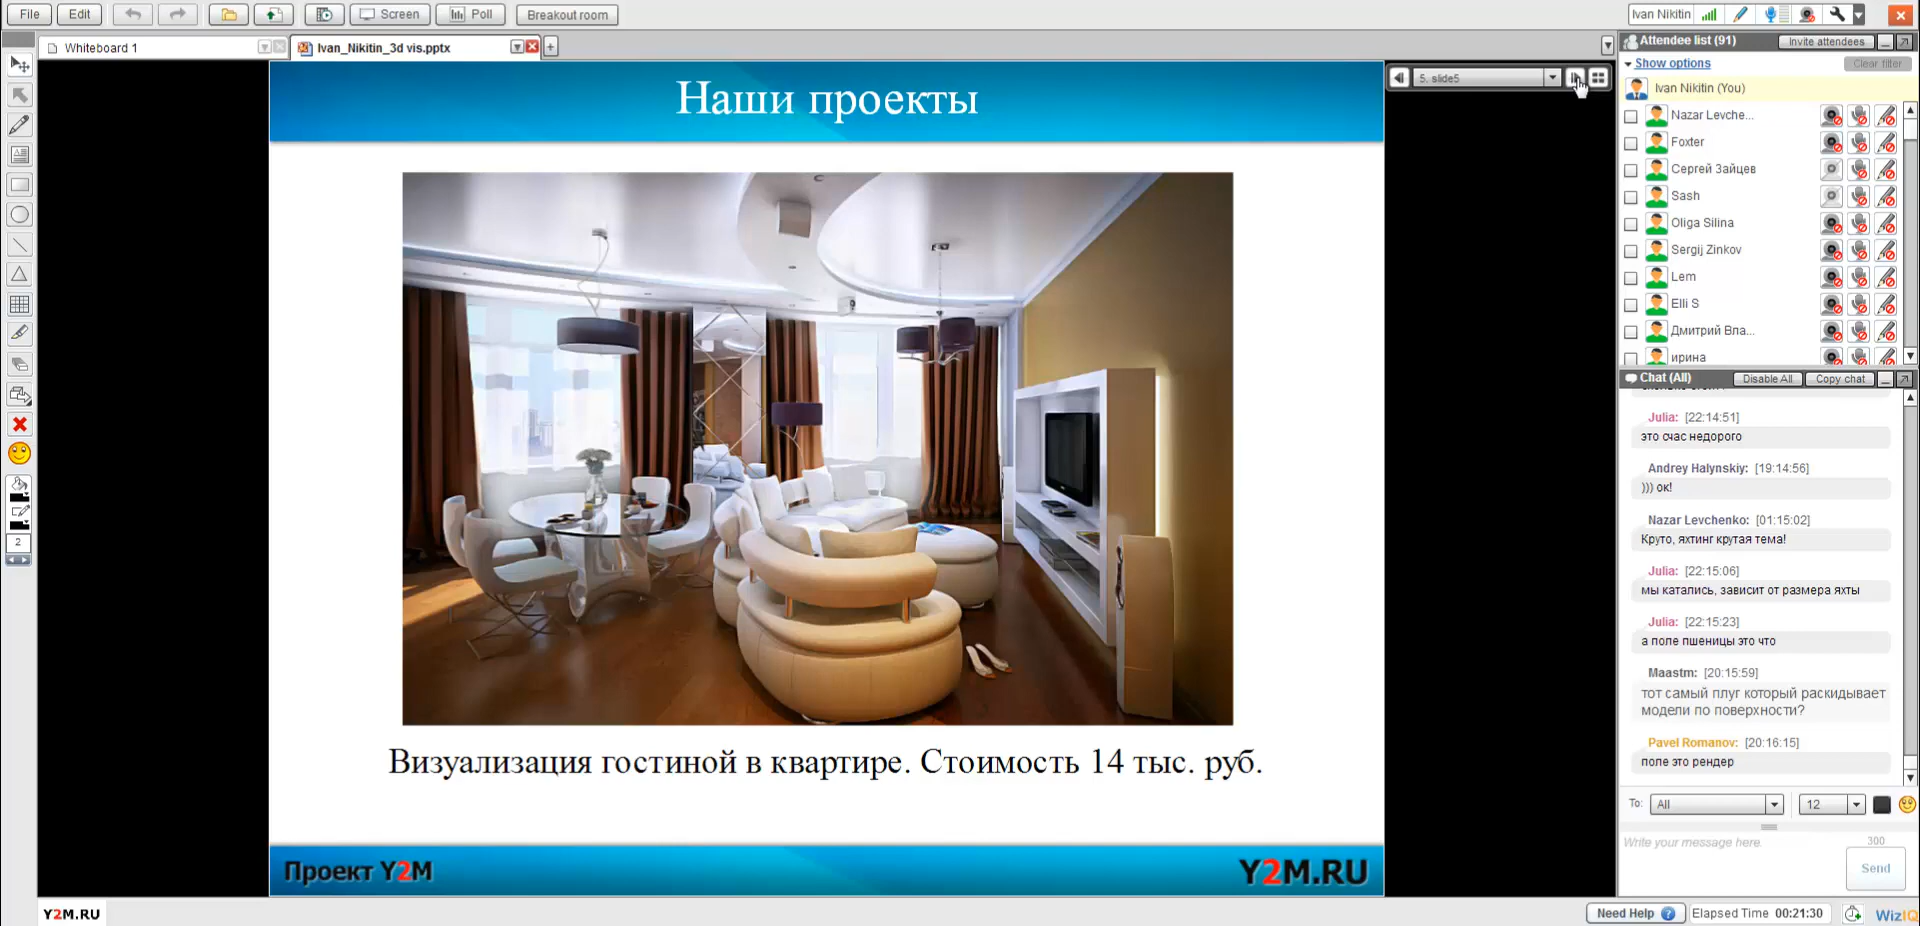 File Edit Screen Poll Breakout room Ivan Nikitin
Whiteboard 1 Ivan_Nikitin_3d vis.pptx
Наши проекты
5. slide5
Визуализация гостиной в квартире. Стоимость 14 тыс. руб.
Проект Y2M
Y2M.RU
2
Attendee list (91) Invite attendees
Show options Clear filter
Ivan Nikitin (You)
Nazar Levche...
Foxter
Сергей Зайцев
Sash
Oliga Silina
Sergij Zinkov
Lem
Elli S
Дмитрий Вла...
ирина
Chat (All) Disable All Copy chat
Julia: [22:14:51]
это счас недорого
Andrey Halynskiy: [19:14:56]
))) ок!
Nazar Levchenko: [01:15:02]
Круто, яхтинг крутая тема!
Julia: [22:15:06]
мы катались, зависит от размера яхты
Julia: [22:15:23]
а поле пшеницы это что
Maastm: [20:15:59]
тот самый плуг который раскидывает
модели по поверхности?
Pavel Romanov: [20:16:15]
поле это рендер
To: All 12
Write your message here. 300
Send
Y2M.RU
Need Help ? Elapsed Time 00:21:30 WizIQ